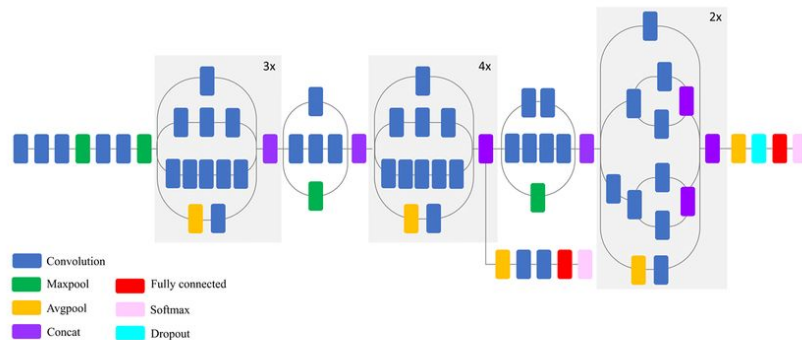 3x
4x
2x
Convolution
Maxpool
Avgpool
Concat
Fully connected
Softmax
Dropout